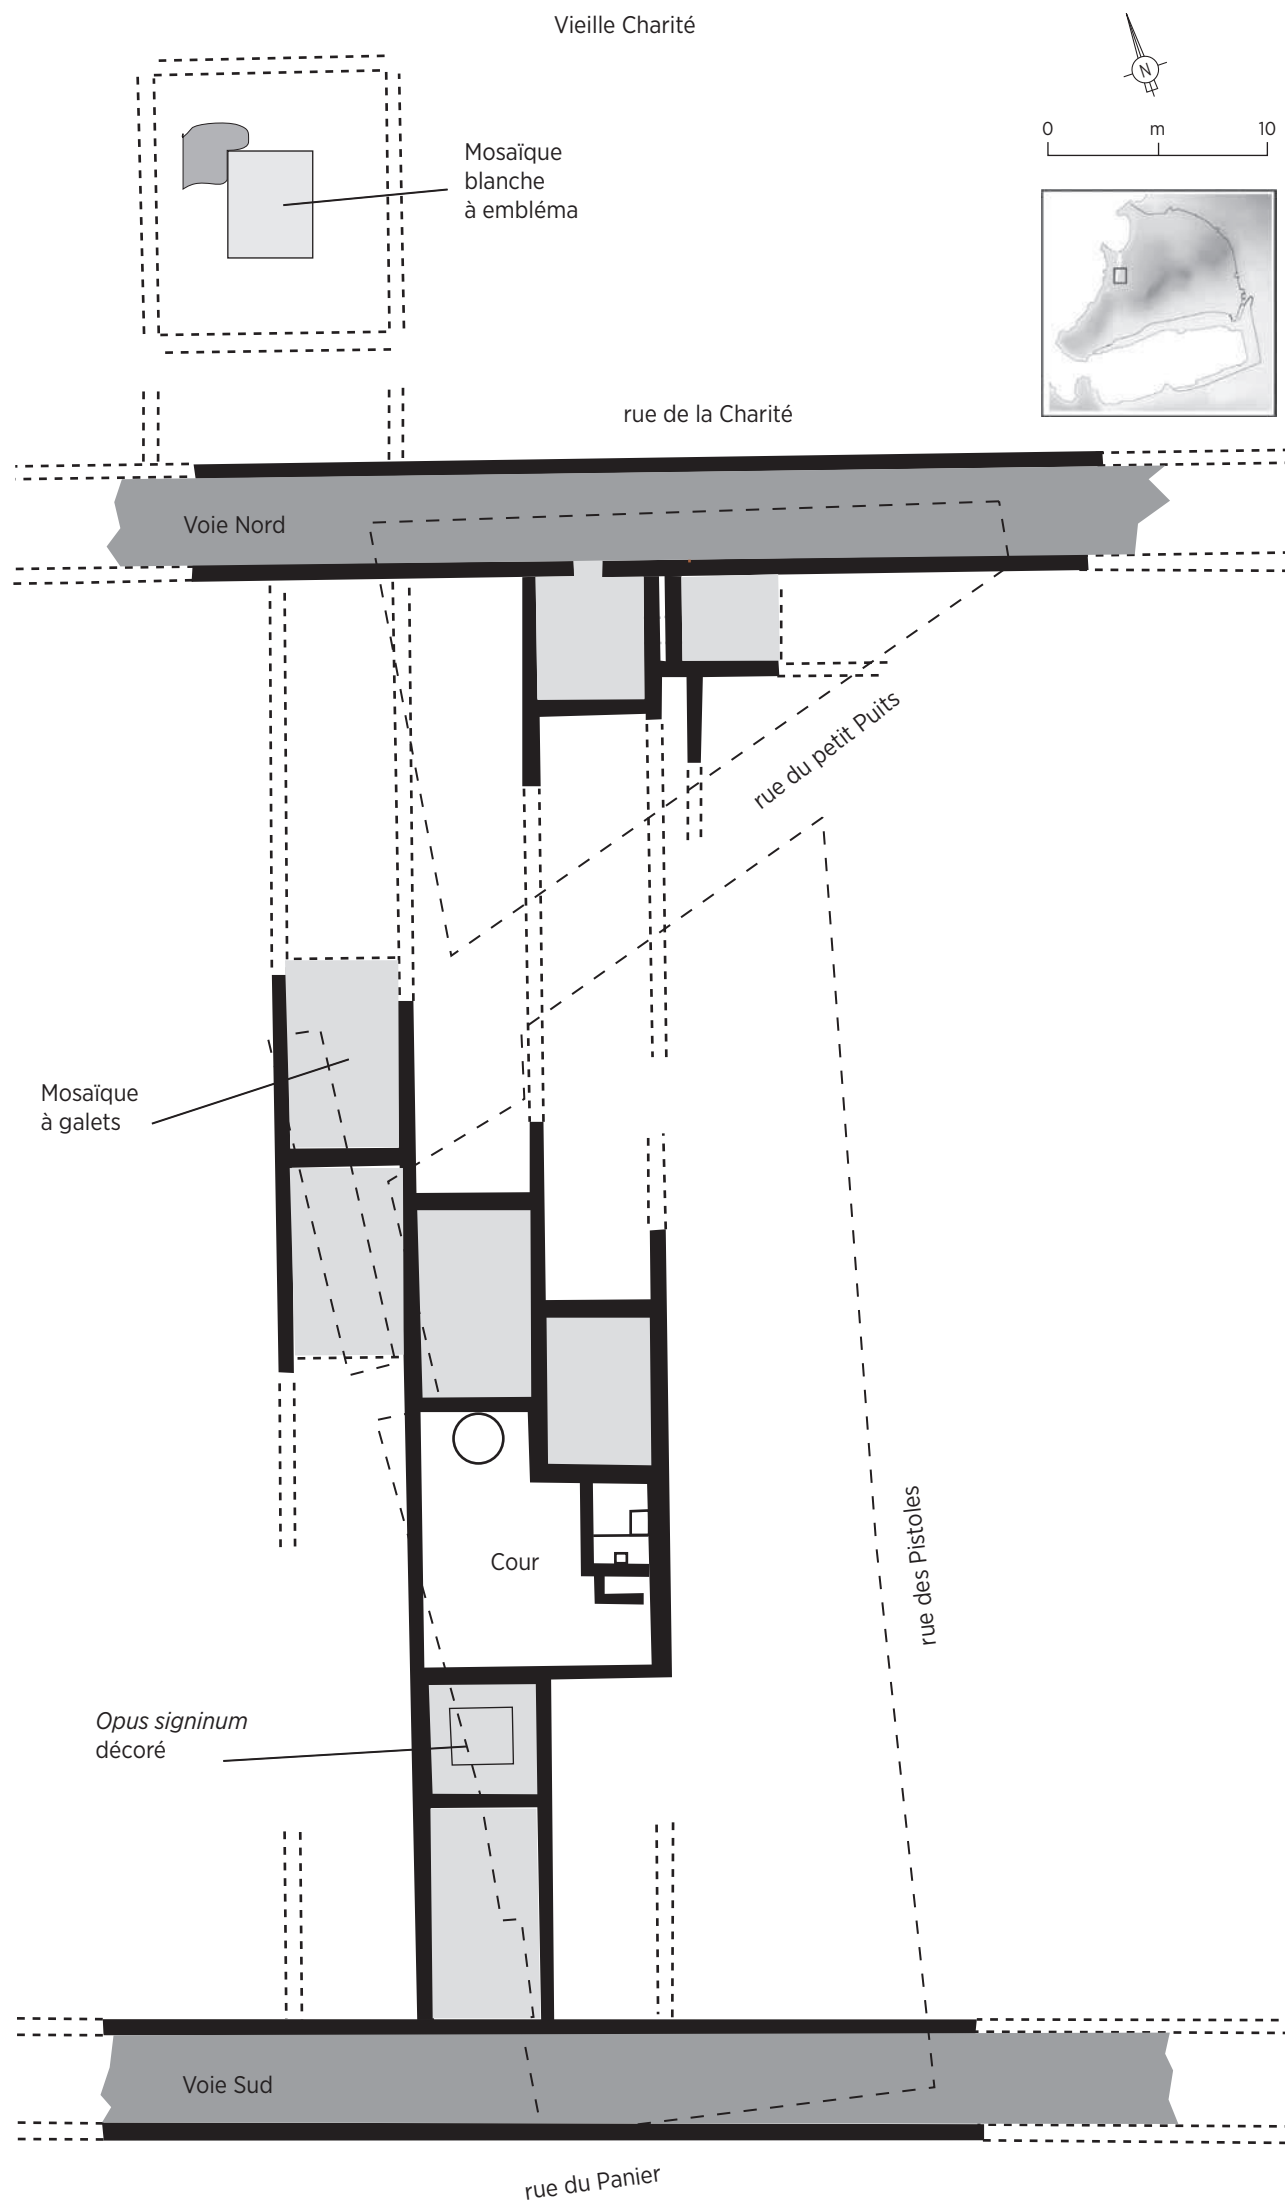 Vieille Charité
N
0 m 10
Mosaïque
blanche
à embléma
rue de la Charité
Voie Nord
rue du petit Puits
Mosaïque
à galets
rue des Pistoles
Cour
Opus signinum
décoré
Voie Sud
rue du Panier